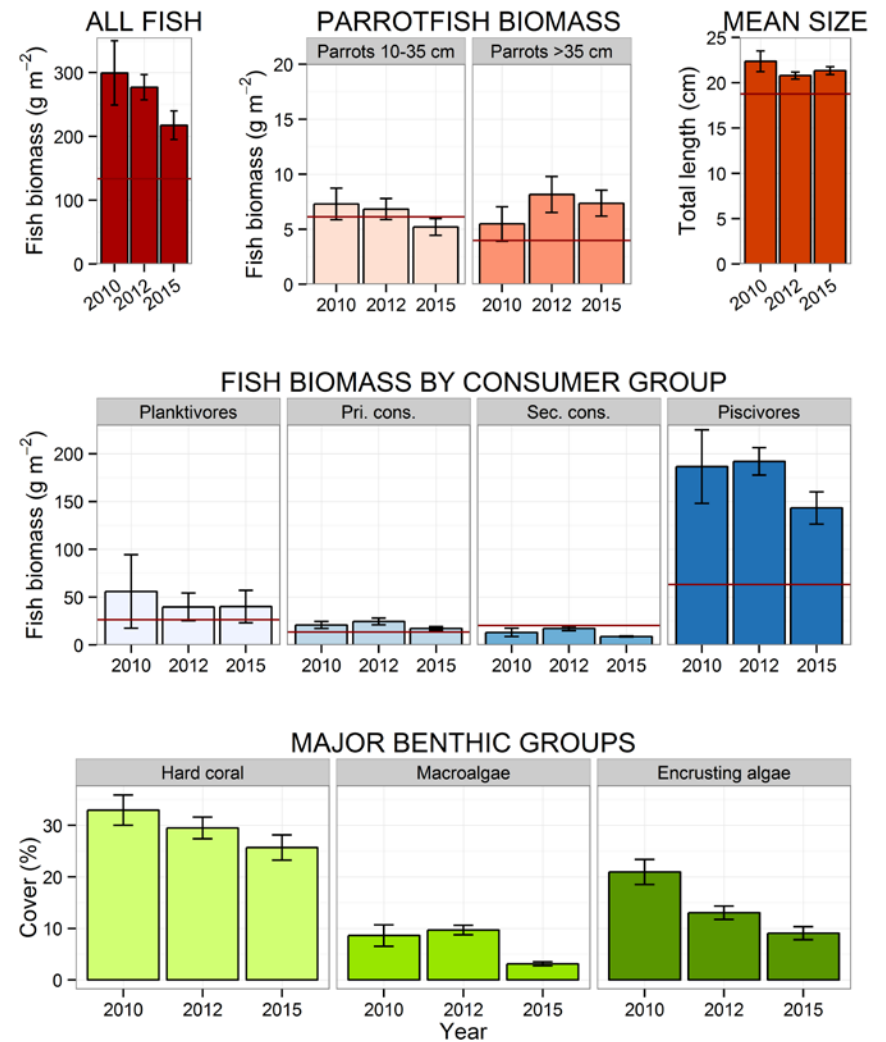 ALL FISH
Fish biomass (g m⁻²)
300
200
100
0
2010
2012
2015
PARROTFISH BIOMASS
Parrots 10-35 cm
Parrots >35 cm
Fish biomass (g m⁻²)
20
15
10
5
0
2010 2012 2015
2010 2012 2015
MEAN SIZE
Total length (cm)
25
20
15
10
5
0
2010
2012
2015
FISH BIOMASS BY CONSUMER GROUP
Planktivores
Pri. cons.
Sec. cons.
Piscivores
Fish biomass (g m⁻²)
200
150
100
50
0
2010 2012 2015
2010 2012 2015
2010 2012 2015
2010 2012 2015
MAJOR BENTHIC GROUPS
Hard coral
Macroalgae
Encrusting algae
Cover (%)
30
20
10
0
2010 2012 2015
2010 2012 2015
2010 2012 2015
Year